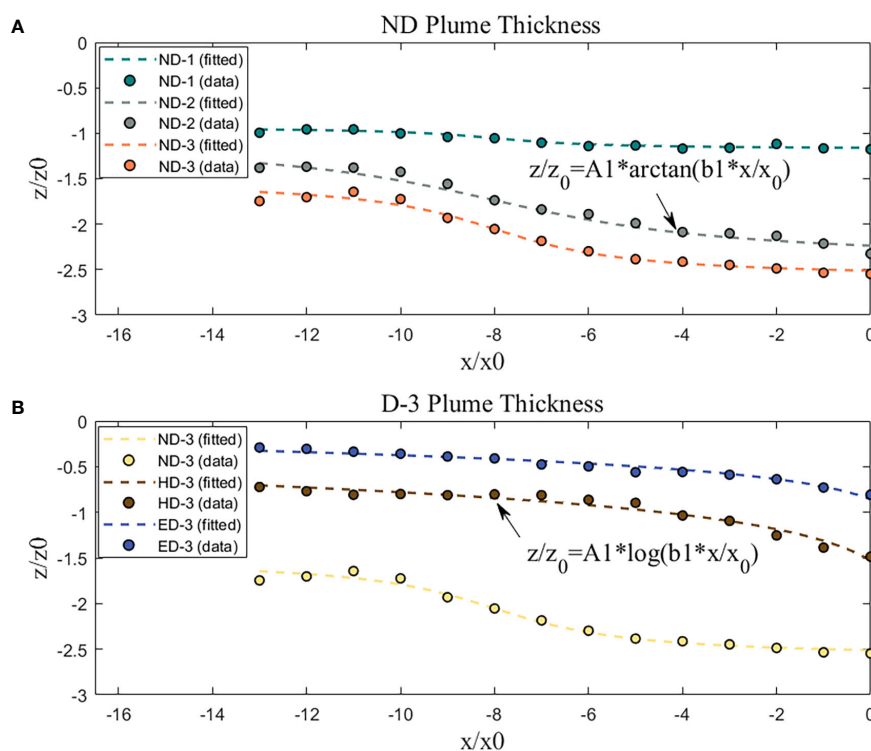 A
ND Plume Thickness
0
-0.5
-1
-1.5
-2
-2.5
-3
z/z0
ND-1 (fitted)
ND-1 (data)
ND-2 (fitted)
ND-2 (data)
ND-3 (fitted)
ND-3 (data)
z/z0=A1*arctan(b1*x/x0)
-16 -14 -12 -10 -8 -6 -4 -2 0
x/x0
B
D-3 Plume Thickness
0
-0.5
-1
-1.5
-2
-2.5
-3
z/z0
ND-3 (fitted)
ND-3 (data)
HD-3 (fitted)
HD-3 (data)
ED-3 (fitted)
ED-3 (data)
z/z0=A1*log(b1*x/x0)
-16 -14 -12 -10 -8 -6 -4 -2 0
x/x0